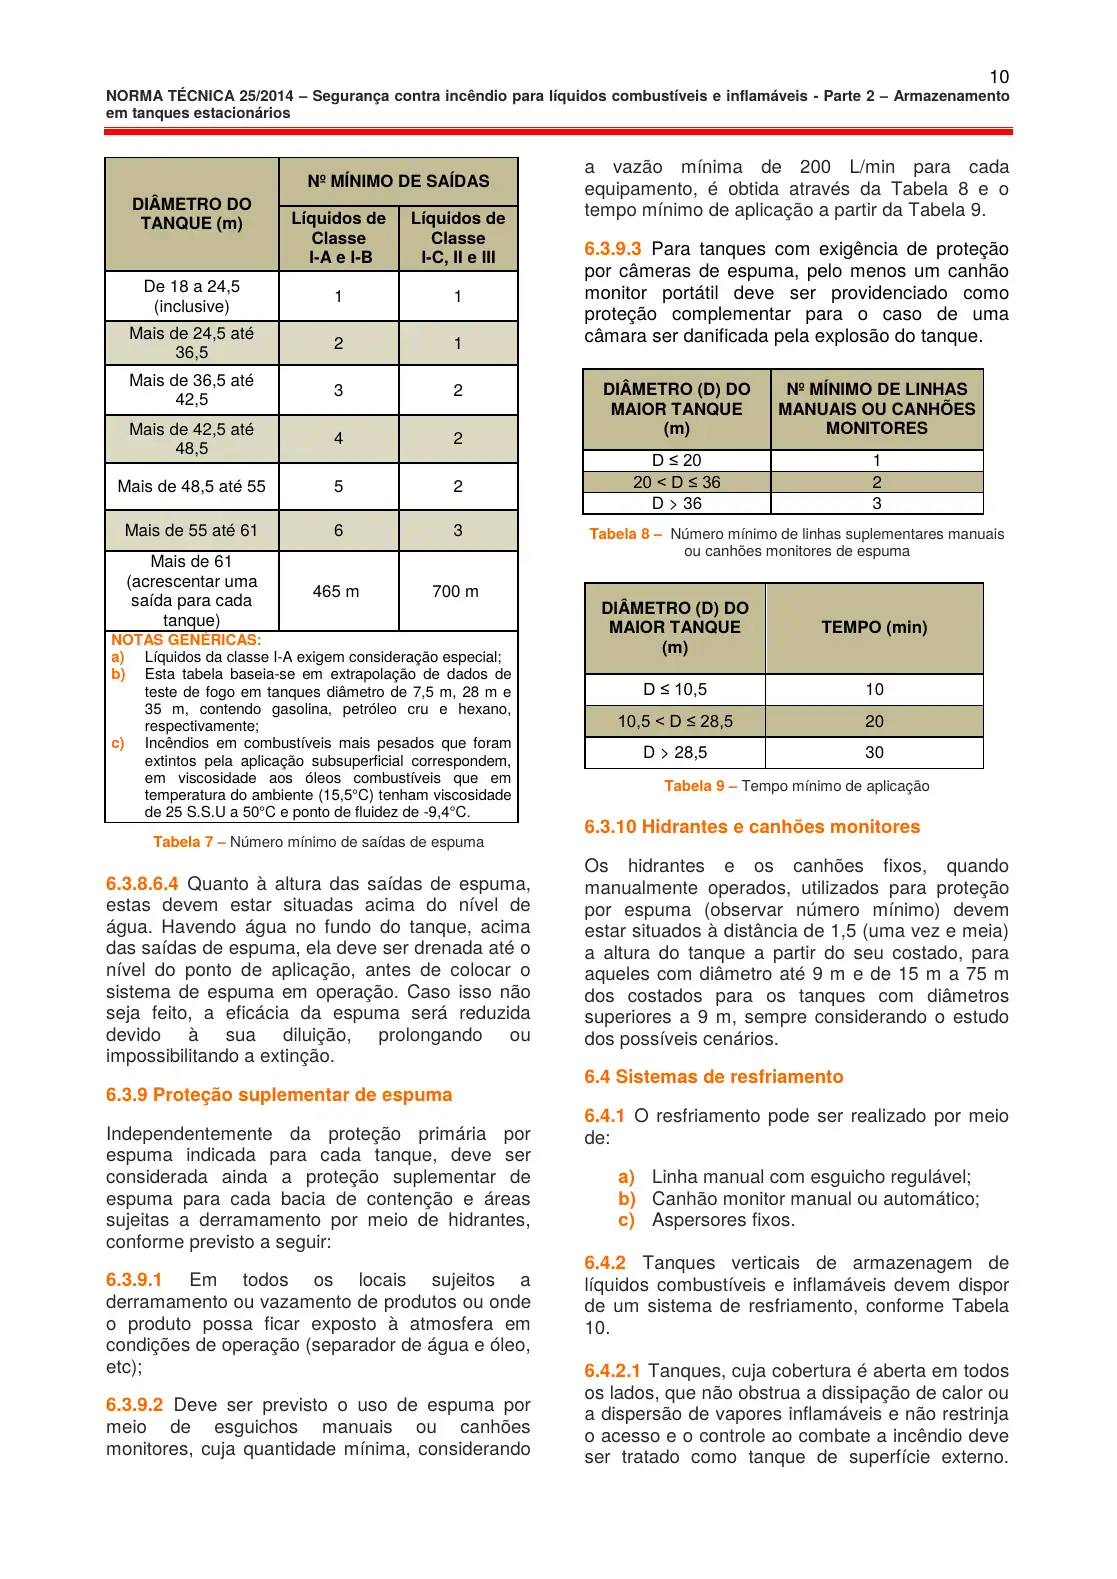 10
NORMA TÉCNICA 25/2014 – Segurança contra incêndio para líquidos combustíveis e inflamáveis - Parte 2 – Armazenamento
em tanques estacionários
DIÂMETRO DO
TANQUE (m)
Nº MÍNIMO DE SAÍDAS
Líquidos de
Classe
I-A e I-B
Líquidos de
Classe
I-C, II e III
De 18 a 24,5
(inclusive)
1
1
Mais de 24,5 até
36,5
2
1
Mais de 36,5 até
42,5
3
2
Mais de 42,5 até
48,5
4
2
Mais de 48,5 até 55
5
2
Mais de 55 até 61
6
3
Mais de 61
(acrescentar uma
saída para cada
tanque)
465 m
700 m
NOTAS GENÉRICAS:
a) Líquidos da classe I-A exigem consideração especial;
b) Esta tabela baseia-se em extrapolação de dados de
teste de fogo em tanques diâmetro de 7,5 m, 28 m e
35 m, contendo gasolina, petróleo cru e hexano,
respectivamente;
c) Incêndios em combustíveis mais pesados que foram
extintos pela aplicação subsuperficial correspondem,
em viscosidade aos óleos combustíveis que em
temperatura do ambiente (15,5°C) tenham viscosidade
de 25 S.S.U a 50°C e ponto de fluidez de -9,4°C.
Tabela 7 – Número mínimo de saídas de espuma
6.3.8.6.4 Quanto à altura das saídas de espuma,
estas devem estar situadas acima do nível de
água. Havendo água no fundo do tanque, acima
das saídas de espuma, ela deve ser drenada até o
nível do ponto de aplicação, antes de colocar o
sistema de espuma em operação. Caso isso não
seja feito, a eficácia da espuma será reduzida
devido à sua diluição, prolongando ou
impossibilitando a extinção.
6.3.9 Proteção suplementar de espuma
Independentemente da proteção primária por
espuma indicada para cada tanque, deve ser
considerada ainda a proteção suplementar de
espuma para cada bacia de contenção e áreas
sujeitas a derramamento por meio de hidrantes,
conforme previsto a seguir:
6.3.9.1 Em todos os locais sujeitos a
derramamento ou vazamento de produtos ou onde
o produto possa ficar exposto à atmosfera em
condições de operação (separador de água e óleo,
etc);
6.3.9.2 Deve ser previsto o uso de espuma por
meio de esguichos manuais ou canhões
monitores, cuja quantidade mínima, considerando
a vazão mínima de 200 L/min para cada
equipamento, é obtida através da Tabela 8 e o
tempo mínimo de aplicação a partir da Tabela 9.
6.3.9.3 Para tanques com exigência de proteção
por câmeras de espuma, pelo menos um canhão
monitor portátil deve ser providenciado como
proteção complementar para o caso de uma
câmara ser danificada pela explosão do tanque.
DIÂMETRO (D) DO
MAIOR TANQUE
(m)
Nº MÍNIMO DE LINHAS
MANUAIS OU CANHÕES
MONITORES
D ≤ 20
1
20 < D ≤ 36
2
D > 36
3
Tabela 8 – Número mínimo de linhas suplementares manuais
ou canhões monitores de espuma
DIÂMETRO (D) DO
MAIOR TANQUE
(m)
TEMPO (min)
D ≤ 10,5
10
10,5 < D ≤ 28,5
20
D > 28,5
30
Tabela 9 – Tempo mínimo de aplicação
6.3.10 Hidrantes e canhões monitores
Os hidrantes e os canhões fixos, quando
manualmente operados, utilizados para proteção
por espuma (observar número mínimo) devem
estar situados à distância de 1,5 (uma vez e meia)
a altura do tanque a partir do seu costado, para
aqueles com diâmetro até 9 m e de 15 m a 75 m
dos costados para os tanques com diâmetros
superiores a 9 m, sempre considerando o estudo
dos possíveis cenários.
6.4 Sistemas de resfriamento
6.4.1 O resfriamento pode ser realizado por meio
de:
a) Linha manual com esguicho regulável;
b) Canhão monitor manual ou automático;
c) Aspersores fixos.
6.4.2 Tanques verticais de armazenagem de
líquidos combustíveis e inflamáveis devem dispor
de um sistema de resfriamento, conforme Tabela
10.
6.4.2.1 Tanques, cuja cobertura é aberta em todos
os lados, que não obstrua a dissipação de calor ou
a dispersão de vapores inflamáveis e não restrinja
o acesso e o controle ao combate a incêndio deve
ser tratado como tanque de superfície externo.